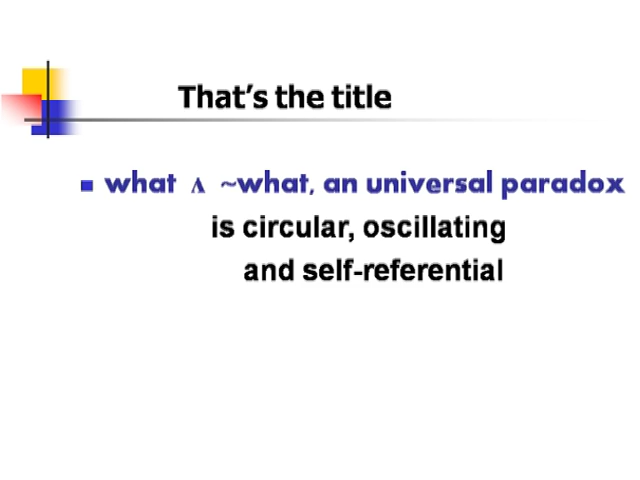 That's the title
what ʌ ~what, an universal paradox
is circular, oscillating
and self-referential